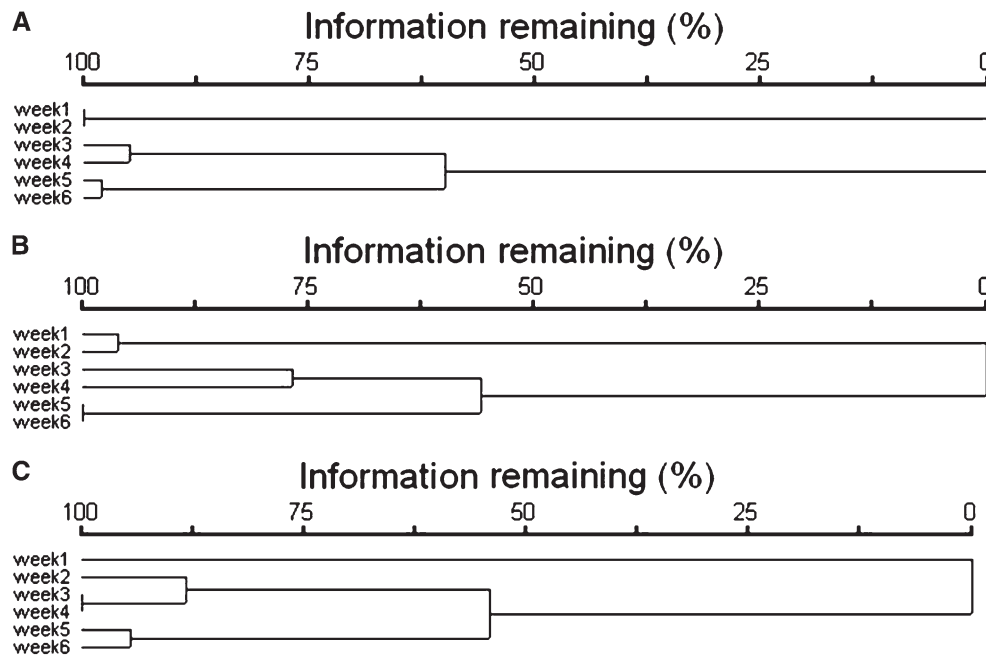 A
Information remaining (%)
100 75 50 25 0
week1
week2
week3
week4
week5
week6
B
Information remaining (%)
100 75 50 25 0
week1
week2
week3
week4
week5
week6
C
Information remaining (%)
100 75 50 25 0
week1
week2
week3
week4
week5
week6